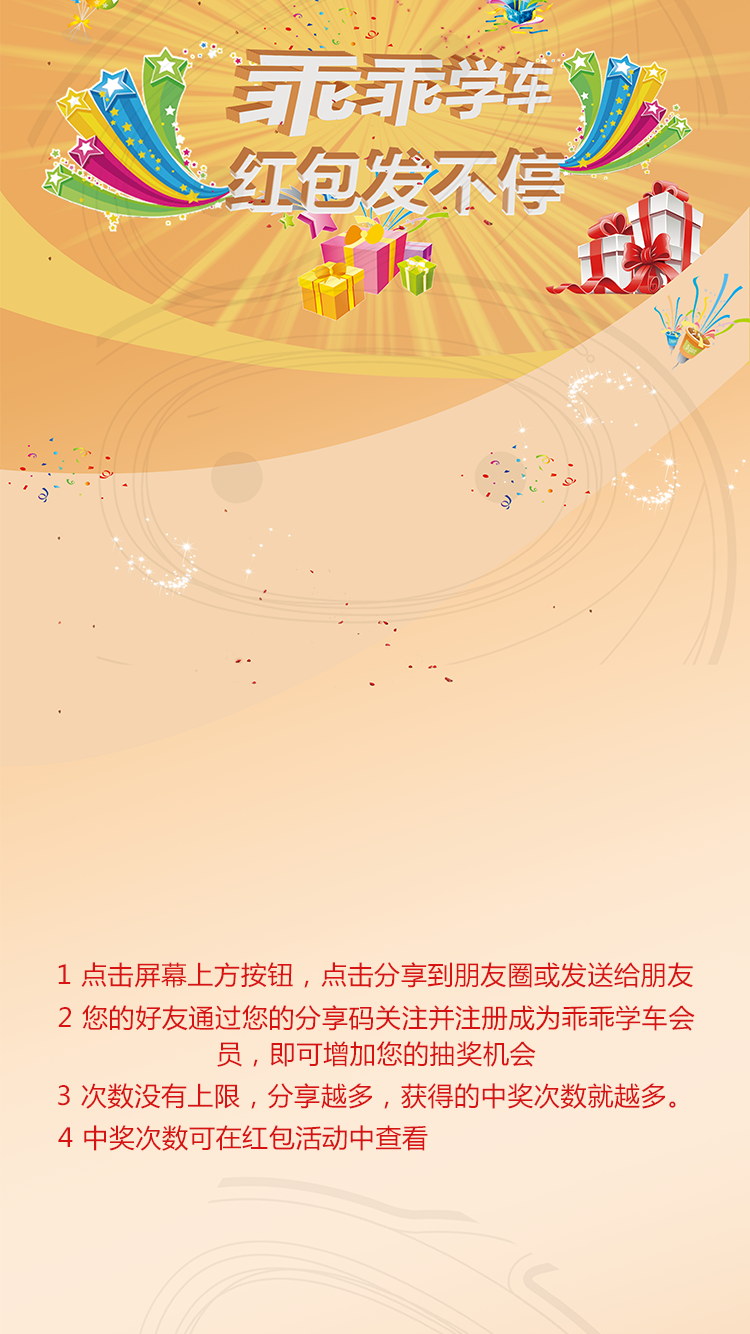 乖乖学车
红包发不停
1 点击屏幕上方按钮，点击分享到朋友圈或发送给朋友
2 您的好友通过您的分享码关注并注册成为乖乖学车会
员，即可增加您的抽奖机会
3 次数没有上限，分享越多，获得的中奖次数就越多。
4 中奖次数可在红包活动中查看